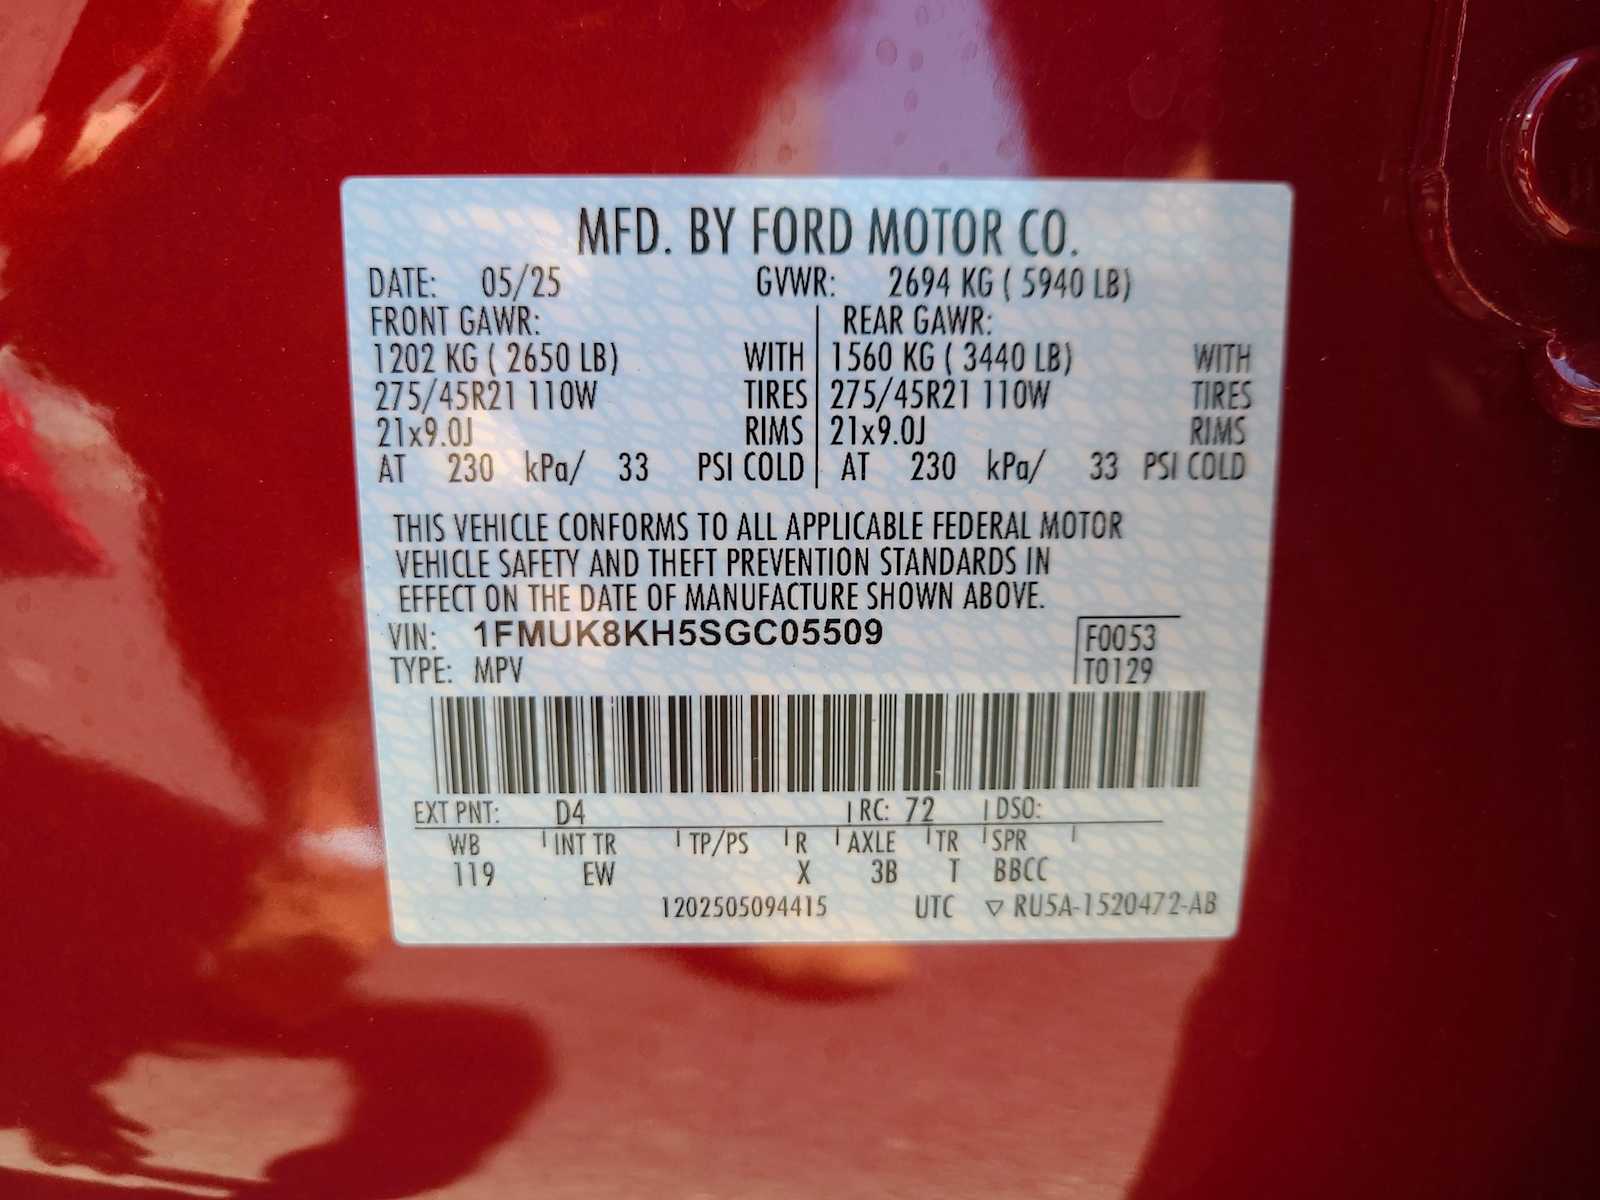 MFD. BY FORD MOTOR CO.
DATE: 05/25 GVWR: 2694 KG ( 5940 LB)
FRONT GAWR: REAR GAWR:
1202 KG ( 2650 LB) WITH 1560 KG ( 3440 LB) WITH
275/45R21 110W TIRES 275/45R21 110W TIRES
21x9.0J RIMS 21x9.0J RIMS
AT 230 kPa/ 33 PSI COLD AT 230 kPa/ 33 PSI COLD
THIS VEHICLE CONFORMS TO ALL APPLICABLE FEDERAL MOTOR
VEHICLE SAFETY AND THEFT PREVENTION STANDARDS IN
EFFECT ON THE DATE OF MANUFACTURE SHOWN ABOVE.
VIN: 1FMUK8KH5SGC05509 F0053
TYPE: MPV T0129
EXT PNT: D4 RC: 72 DSO:
WB INT TR TP/PS R AXLE TR SPR
119 EW X 3B T BBCC
1202505094415 UTC ▽ RU5A-1520472-AB